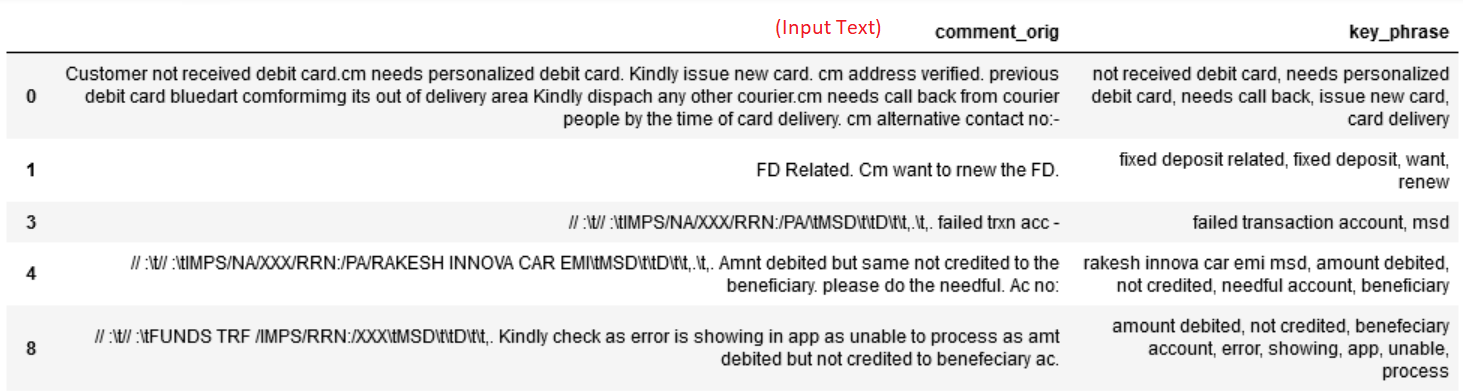 (Input Text) comment_orig key_phrase
Customer not received debit card.cm needs personalized debit card. Kindly issue new card. cm address verified. previous not received debit card, needs personalized
0 debit card bluedart comformimg its out of delivery area Kindly dispach any other courier.cm needs call back from courier debit card, needs call back, issue new card,
people by the time of card delivery. cm alternative contact no:- card delivery
1 FD Related. Cm want to rnew the FD. fixed deposit related, fixed deposit, want,
renew
3 // :\t// :\tIMPS/NA/XXX/RRN:/PA/\tMSD\t\tD\t\t,.\t,. failed trxn acc - failed transaction account, msd
// :\t// :\tIMPS/NA/XXX/RRN:/PA/RAKESH INNOVA CAR EMI\tMSD\t\tD\t\t,.\t,. Amnt debited but same not credited to the rakesh innova car emi msd, amount debited,
4 beneficiary. please do the needful. Ac no: not credited, needful account, beneficiary
// :\t// :\tFUNDS TRF /IMPS/RRN:/XXX\tMSD\t\tD\t\t,. Kindly check as error is showing in app as unable to process as amt amount debited, not credited, benefeciary
8 debited but not credited to benefeciary ac. account, error, showing, app, unable,
process